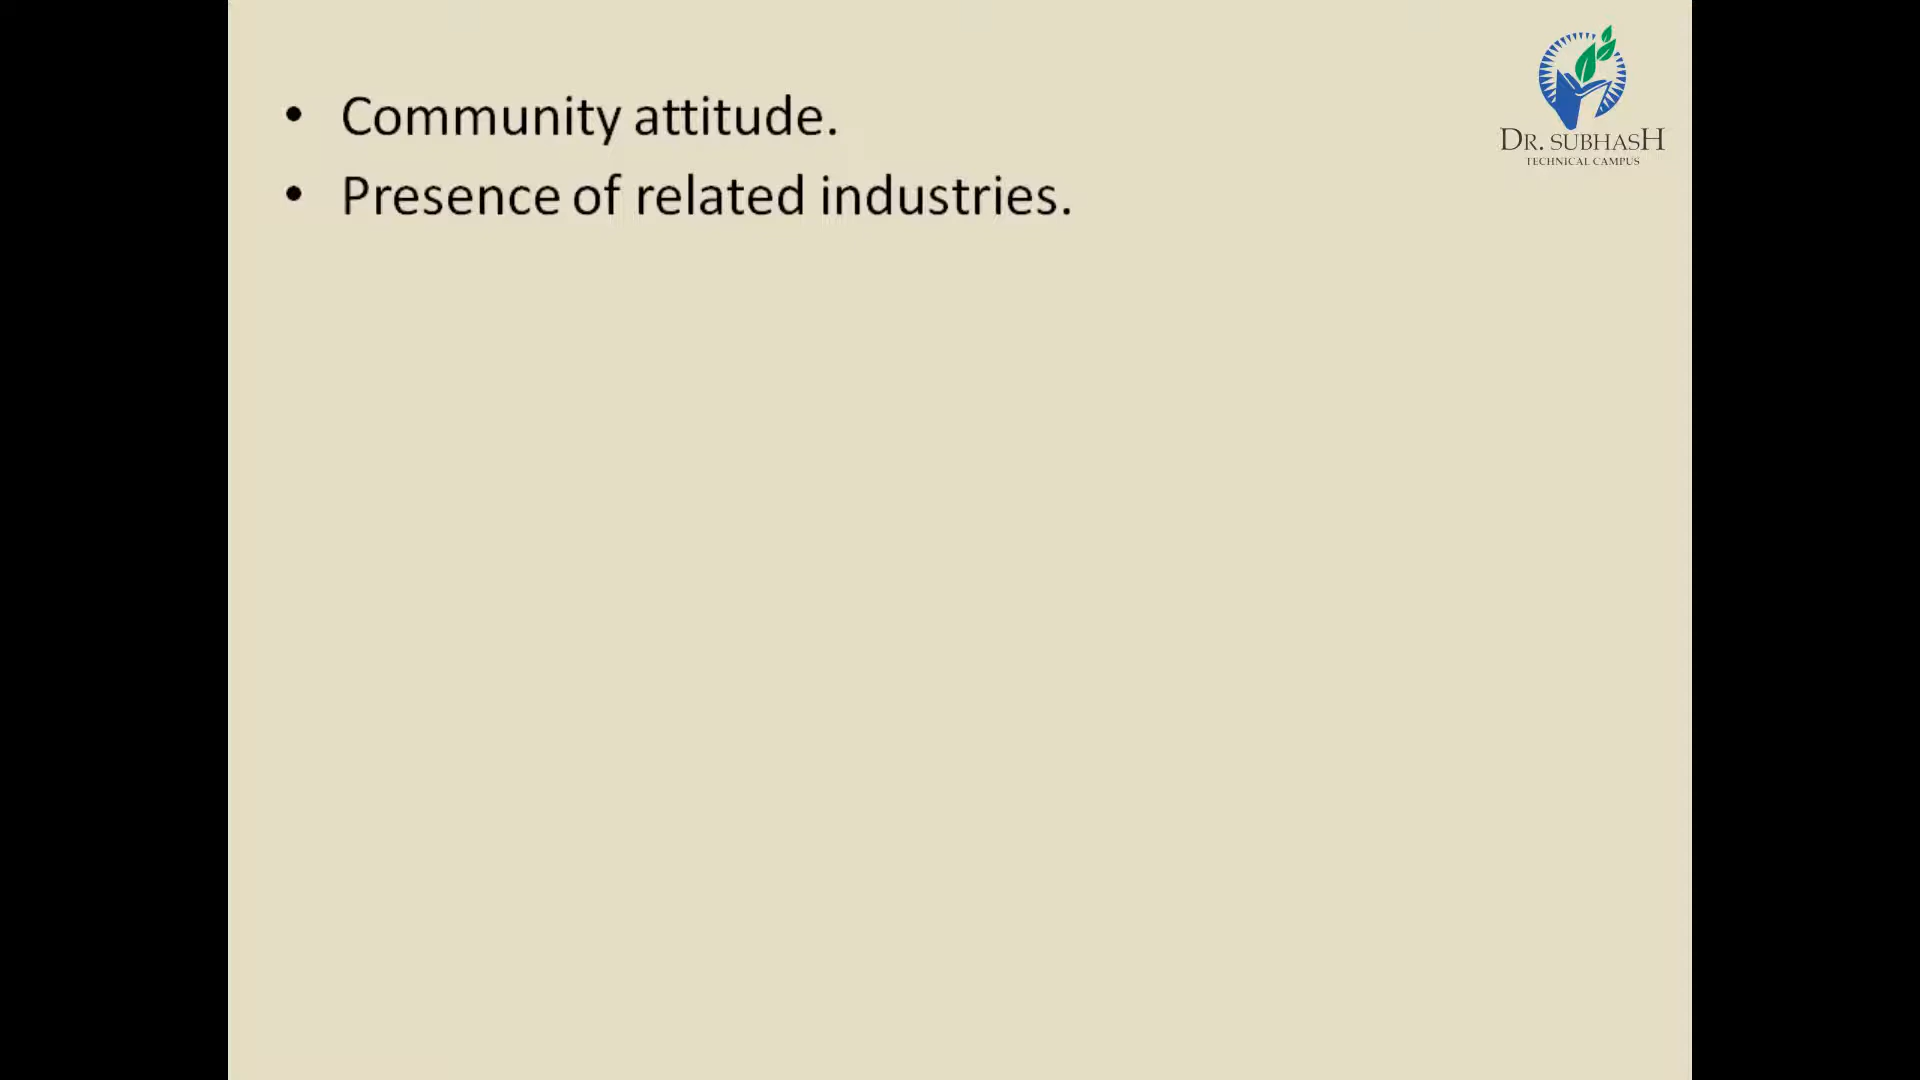 • Community attitude.
• Presence of related industries.
DR. SUBHASH
TECHNICAL CAMPUS